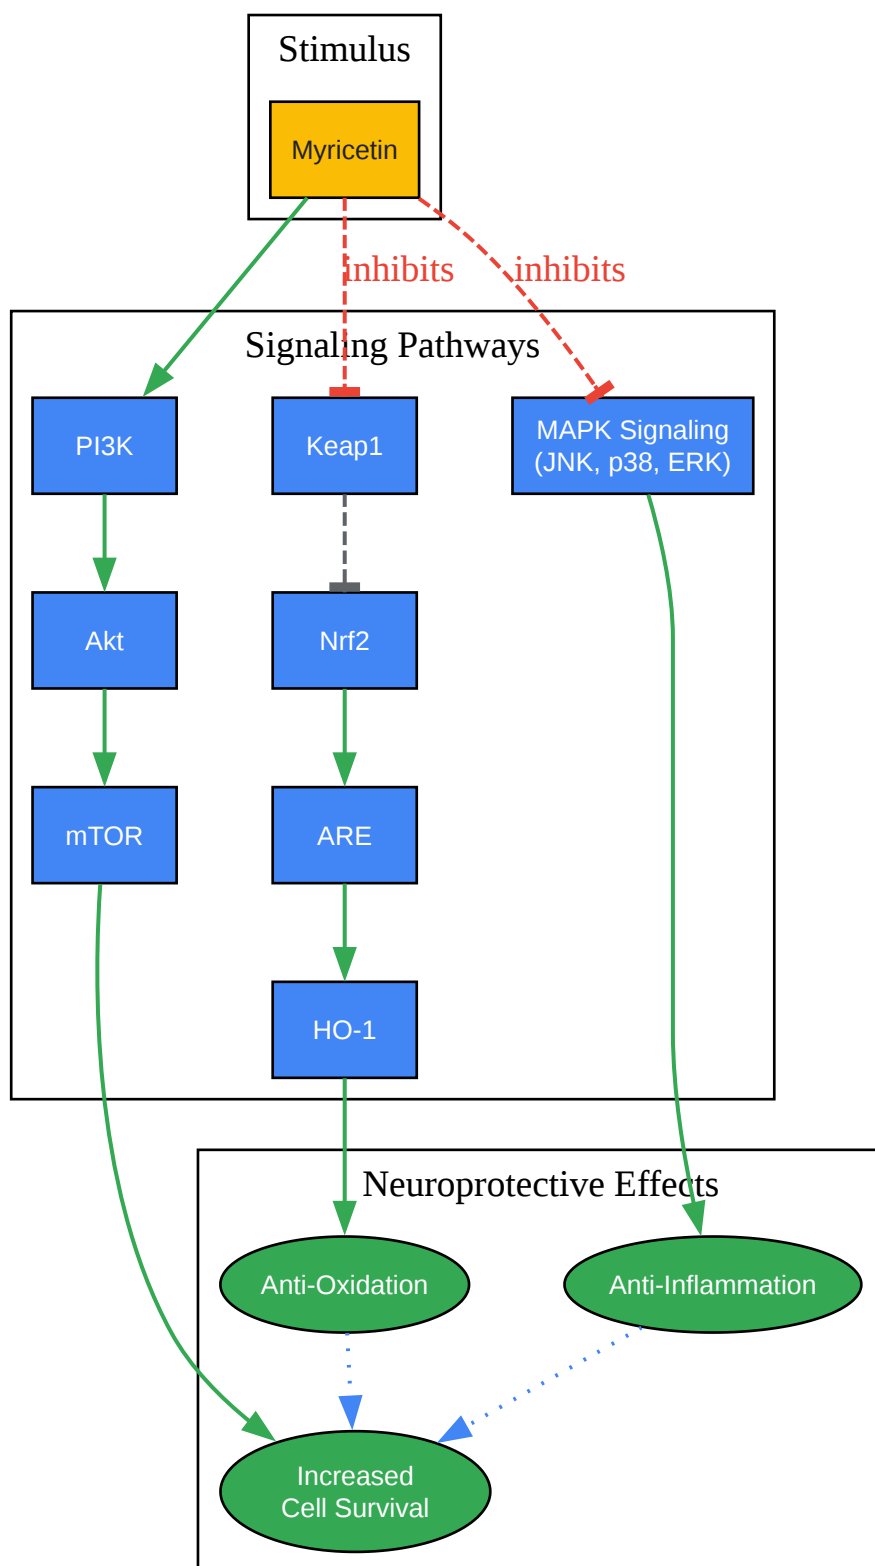 Stimulus
Myricetin
inhibits
inhibits
Signaling Pathways
PI3K
Keap1
MAPK Signaling
(JNK, p38, ERK)
Akt
Nrf2
mTOR
ARE
HO-1
Neuroprotective Effects
Anti-Oxidation
Anti-Inflammation
Increased
Cell Survival